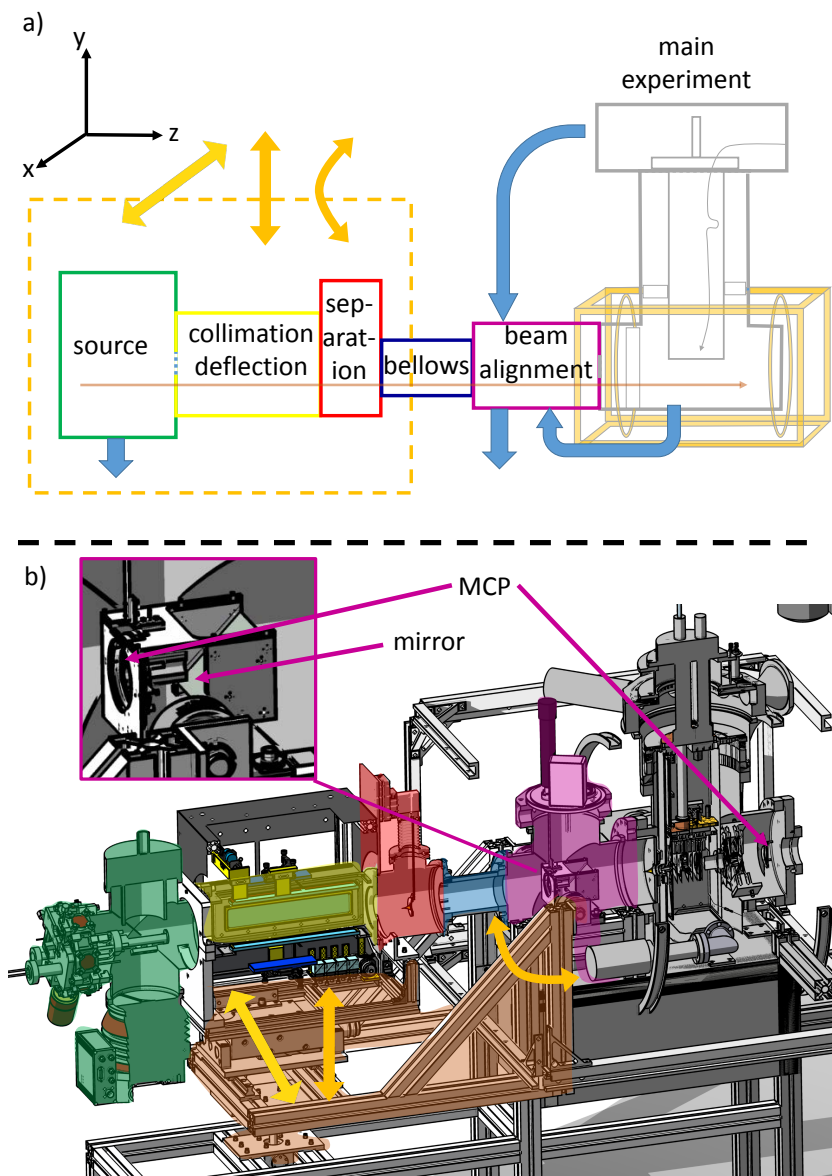 a)
y
z
x
main
experiment
source
collimation
deflection
sep-
arat-
ion
bellows
beam
alignment
b)
MCP
mirror